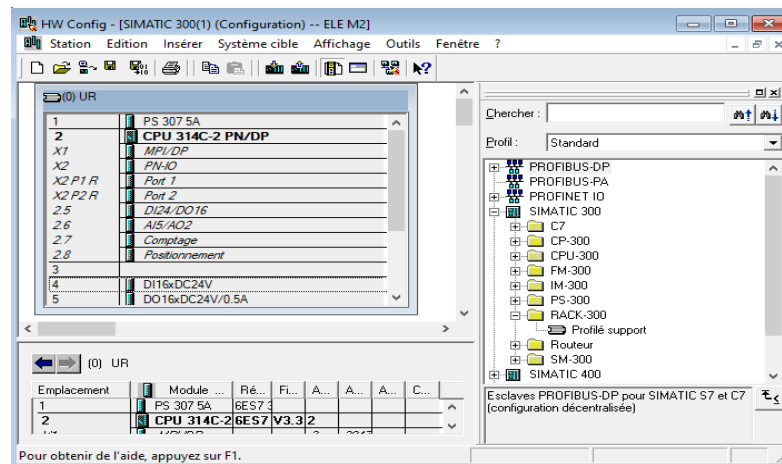 HW Config - [SIMATIC 300(1) (Configuration) -- ELE M2]
Station Edition Insérer Système cible Affichage Outils Fenêtre ?
(0) UR
1 PS 307 5A
2 CPU 314C-2 PN/DP
X1 MPI/DP
X2 PN-IO
X2 P1 R Port 1
X2 P2 R Port 2
2.5 DI24/DO16
2.6 AI5/AO2
2.7 Comptage
2.8 Positionnement
3
4 DI16xDC24V
5 DO16xDC24V/0.5A
Chercher :
Profil : Standard
PROFIBUS-DP
PROFIBUS-PA
PROFINET IO
SIMATIC 300
C7
CP-300
CPU-300
FM-300
IM-300
PS-300
RACK-300
Profilé support
Routeur
SM-300
SIMATIC 400
(0) UR
Emplacement Module ... Ré... Fi... A... A... A... C...
1 PS 307 5A 6ES7 3
2 CPU 314C-2 6ES7 V3.3 2
Esclaves PROFIBUS-DP pour SIMATIC S7 et C7
(configuration décentralisée)
Pour obtenir de l'aide, appuyez sur F1.